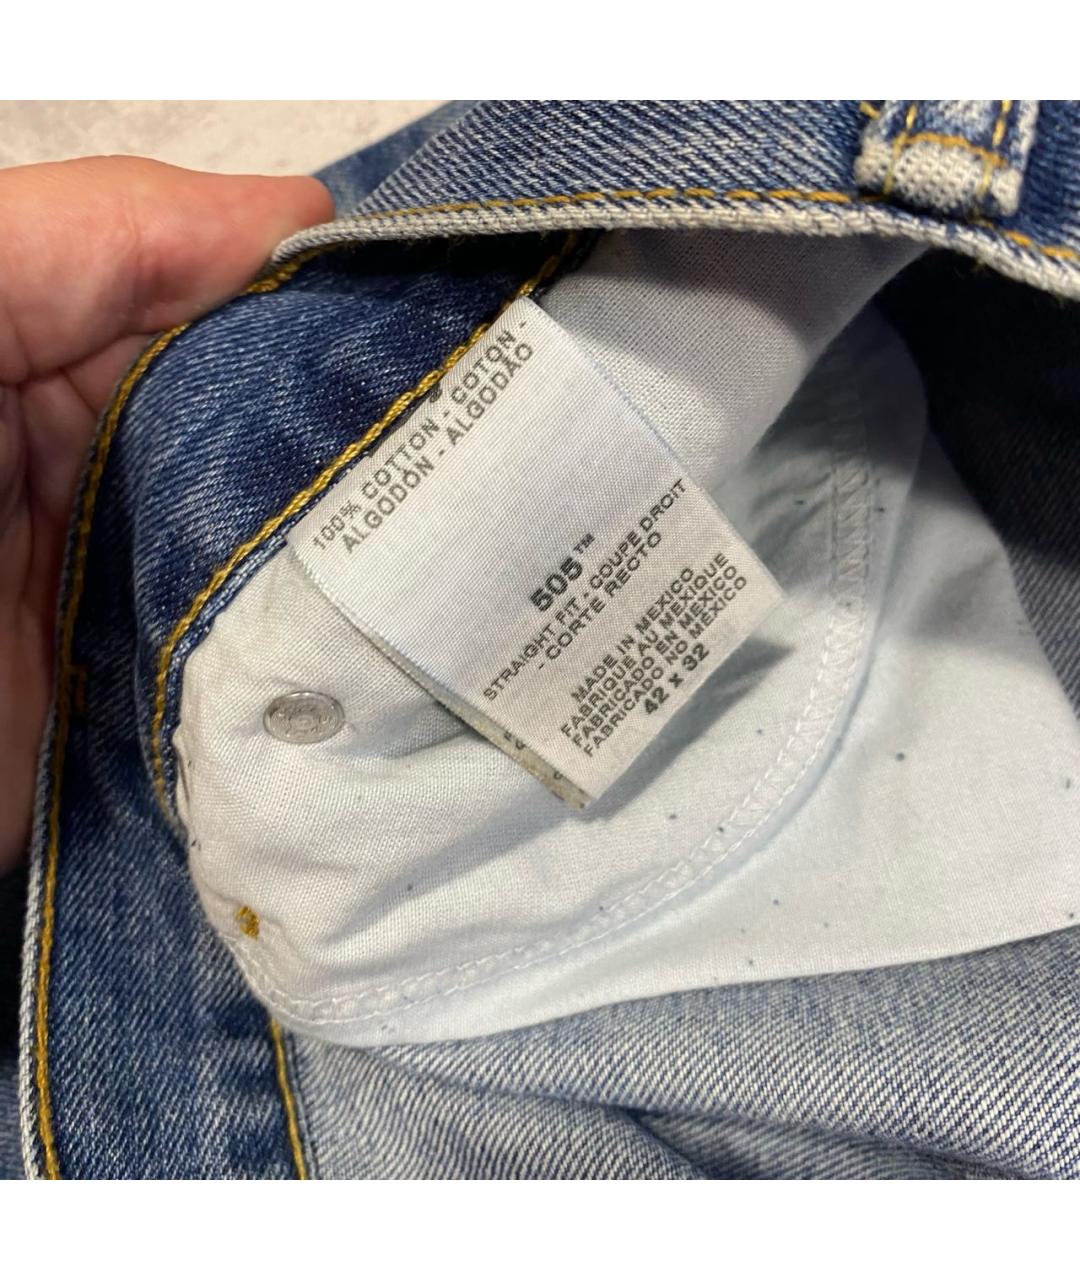 100% COTTON - COTON -
ALGODON - ALGODÃO
505™
STRAIGHT FIT - COUPE DROIT
- CORTE RECTO
MADE IN MEXICO
FABRIQUE AU MEXIQUE
FABRICADO EN MEXICO
FABRICADO NO MÉXICO
42 X 32